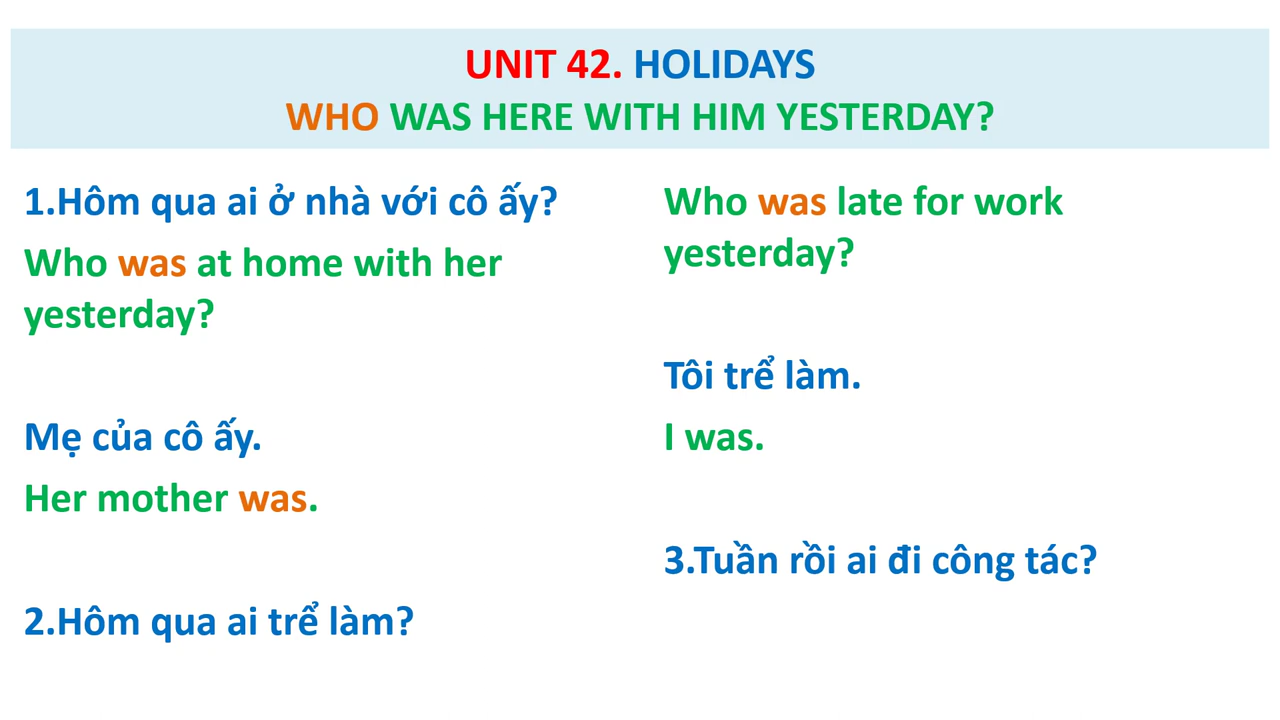 UNIT 42. HOLIDAYS
WHO WAS HERE WITH HIM YESTERDAY?
1.Hôm qua ai ở nhà với cô ấy?
Who was at home with her
yesterday?
Mẹ của cô ấy.
Her mother was.
2.Hôm qua ai trể làm?
Who was late for work
yesterday?
Tôi trể làm.
I was.
3.Tuần rồi ai đi công tác?